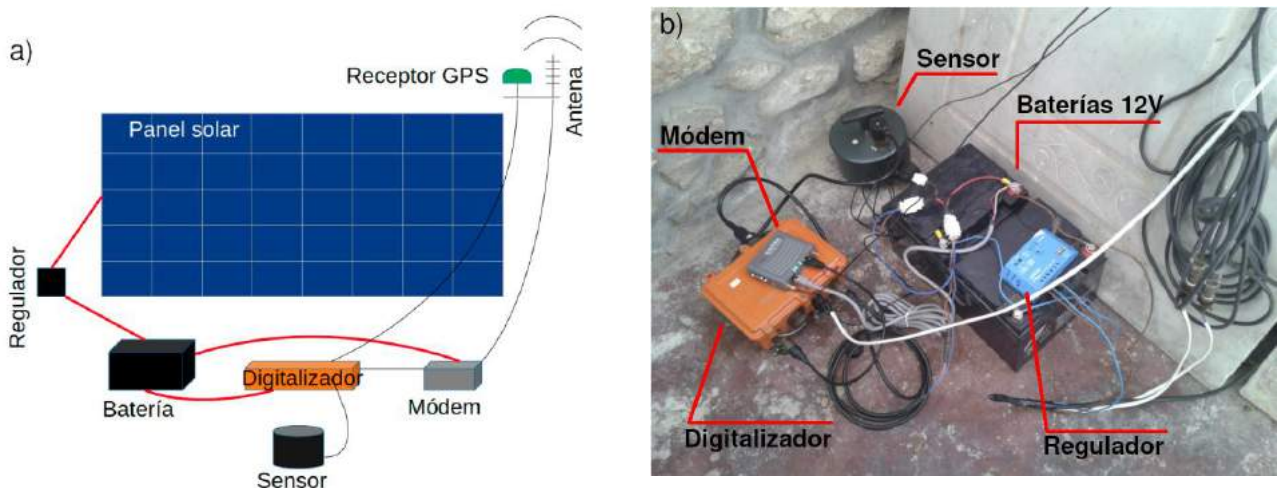 a)
Receptor GPS
Antena
Panel solar
Regulador
Batería
Digitalizador
Módem
Sensor
b)
Sensor
Baterías 12V
Módem
Digitalizador
Regulador